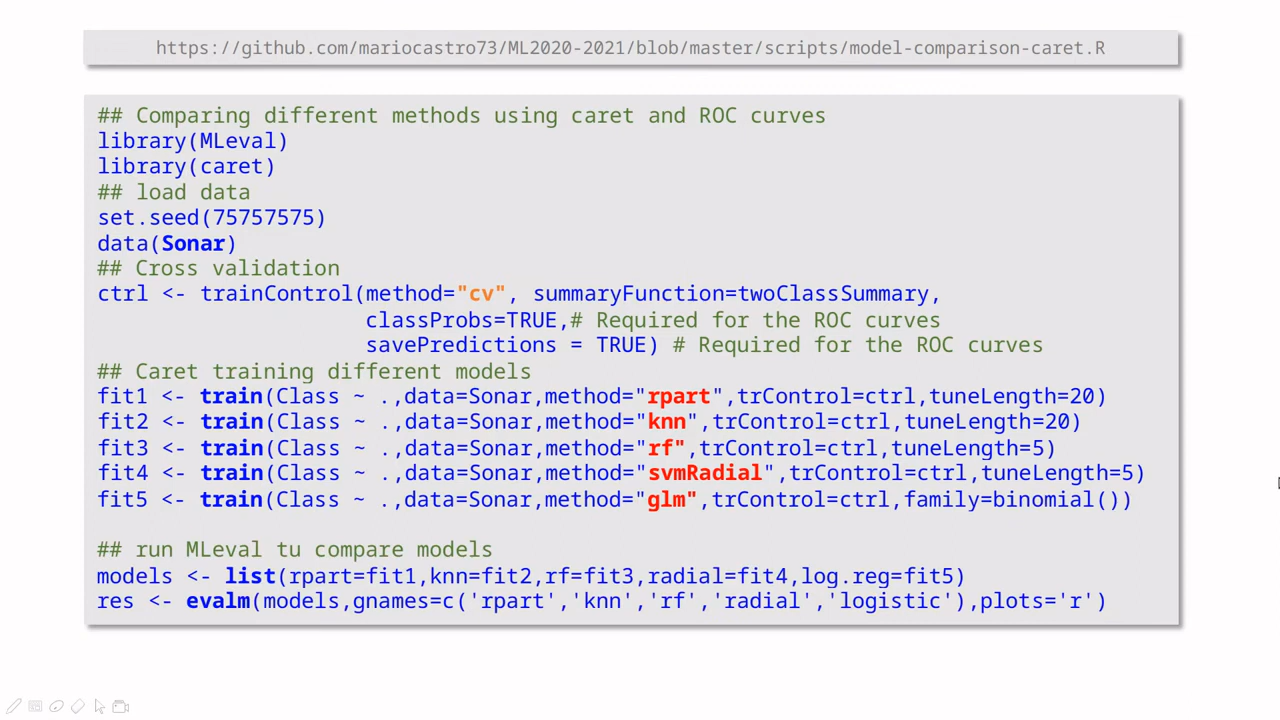 https://github.com/mariocastro73/ML2020-2021/blob/master/scripts/model-comparison-caret.R
## Comparing different methods using caret and ROC curves
library(MLeval)
library(caret)
## load data
set.seed(75757575)
data(Sonar)
## Cross validation
ctrl <- trainControl(method="cv", summaryFunction=twoClassSummary,
classProbs=TRUE,# Required for the ROC curves
savePredictions = TRUE) # Required for the ROC curves
## Caret training different models
fit1 <- train(Class ~ .,data=Sonar,method="rpart",trControl=ctrl,tuneLength=20)
fit2 <- train(Class ~ .,data=Sonar,method="knn",trControl=ctrl,tuneLength=20)
fit3 <- train(Class ~ .,data=Sonar,method="rf",trControl=ctrl,tuneLength=5)
fit4 <- train(Class ~ .,data=Sonar,method="svmRadial",trControl=ctrl,tuneLength=5)
fit5 <- train(Class ~ .,data=Sonar,method="glm",trControl=ctrl,family=binomial())
## run MLeval tu compare models
models <- list(rpart=fit1,knn=fit2,rf=fit3,radial=fit4,log.reg=fit5)
res <- evalm(models,gnames=c('rpart','knn','rf','radial','logistic'),plots='r')